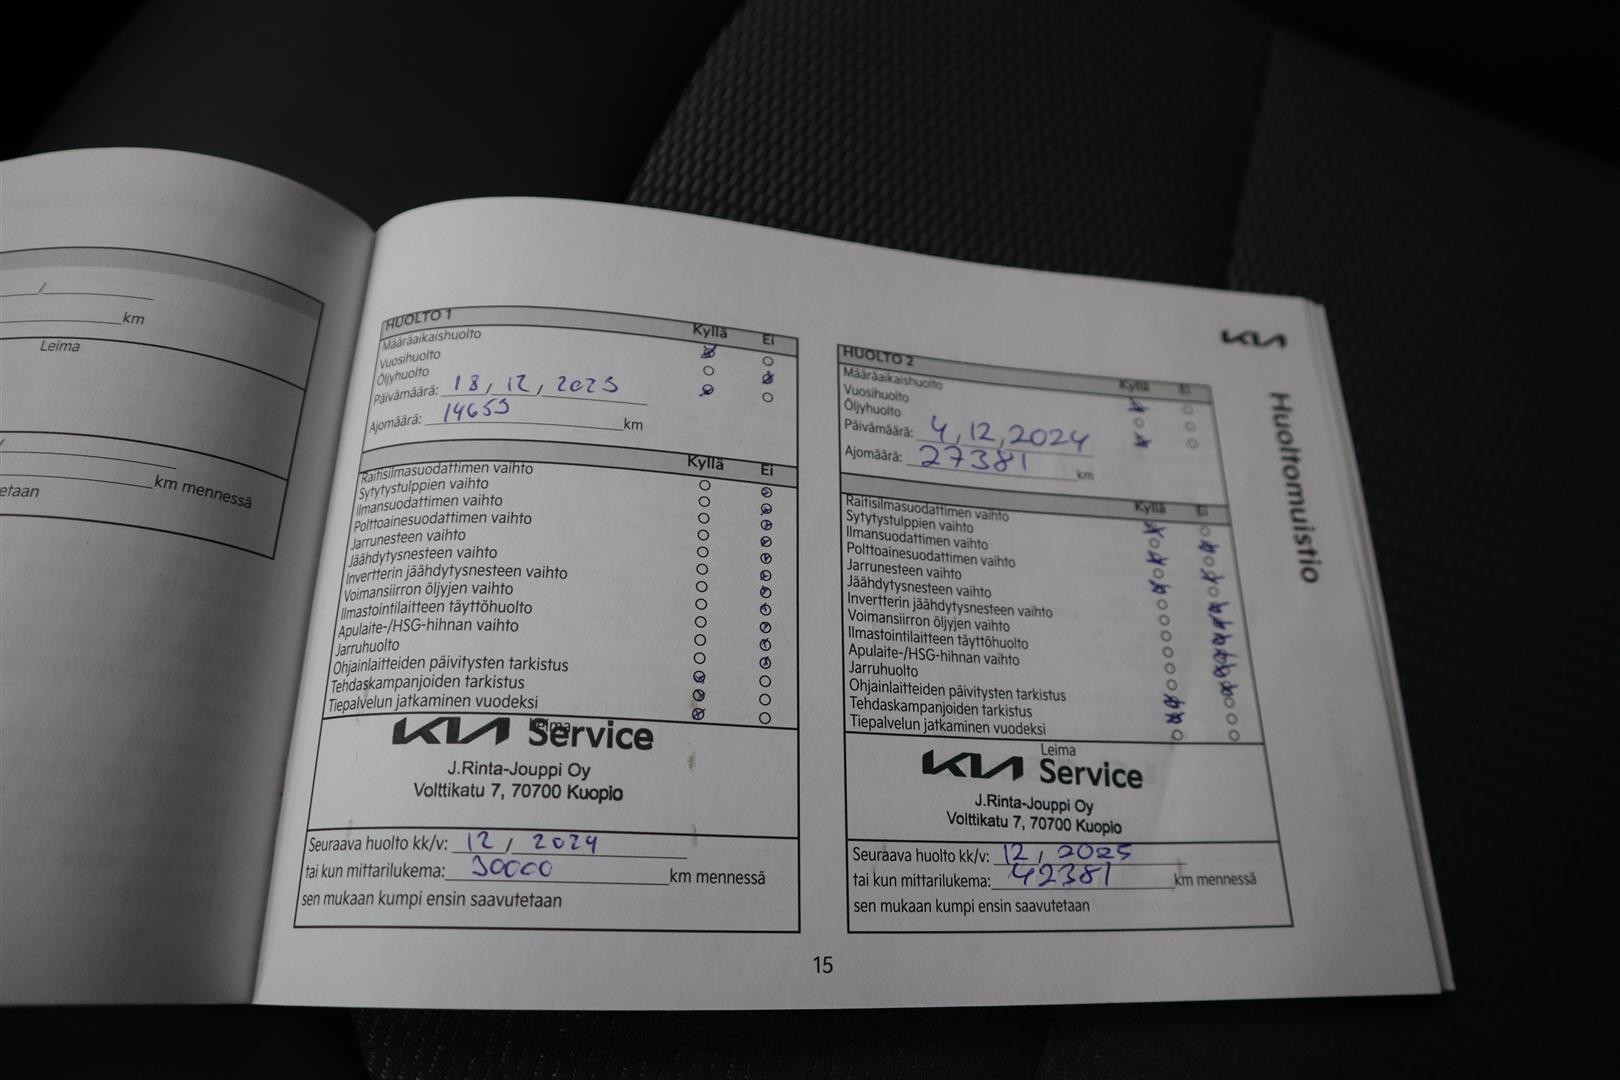 /
km
Leima
/
km mennessä
etaan
HUOLTO 1
Kyllä Ei
Määräaikaishuolto
Vuosihuolto
Öljyhuolto
Päivämäärä: 18, 12, 2023
Ajomäärä: 14653 km
Kyllä Ei
Raitisilmasuodattimen vaihto
Sytytystulppien vaihto
Ilmansuodattimen vaihto
Polttoainesuodattimen vaihto
Jarrunesteen vaihto
Jäähdytysnesteen vaihto
Invertterin jäähdytysnesteen vaihto
Voimansiirron öljyjen vaihto
Ilmastointilaitteen täyttöhuolto
Apulaite-/HSG-hihnan vaihto
Jarruhuolto
Ohjainlaitteiden päivitysten tarkistus
Tehdaskampanjoiden tarkistus
Tiepalvelun jatkaminen vuodeksi
Leima
KIA Service
J.Rinta-Jouppi Oy
Volttikatu 7, 70700 Kuopio
Seuraava huolto kk/v: 12, 2024
tai kun mittarilukema: 30000 km mennessä
sen mukaan kumpi ensin saavutetaan
KIA
Huoltomuistio
HUOLTO 2
Kyllä Ei
Määräaikaishuolto
Vuosihuolto
Öljyhuolto
Päivämäärä: 4, 12, 2024
Ajomäärä: 27381 km
Kyllä Ei
Raitisilmasuodattimen vaihto
Sytytystulppien vaihto
Ilmansuodattimen vaihto
Polttoainesuodattimen vaihto
Jarrunesteen vaihto
Jäähdytysnesteen vaihto
Invertterin jäähdytysnesteen vaihto
Voimansiirron öljyjen vaihto
Ilmastointilaitteen täyttöhuolto
Apulaite-/HSG-hihnan vaihto
Jarruhuolto
Ohjainlaitteiden päivitysten tarkistus
Tehdaskampanjoiden tarkistus
Tiepalvelun jatkaminen vuodeksi
Leima
KIA Service
J.Rinta-Jouppi Oy
Volttikatu 7, 70700 Kuopio
Seuraava huolto kk/v: 12, 2025
tai kun mittarilukema: 42381 km mennessä
sen mukaan kumpi ensin saavutetaan
15